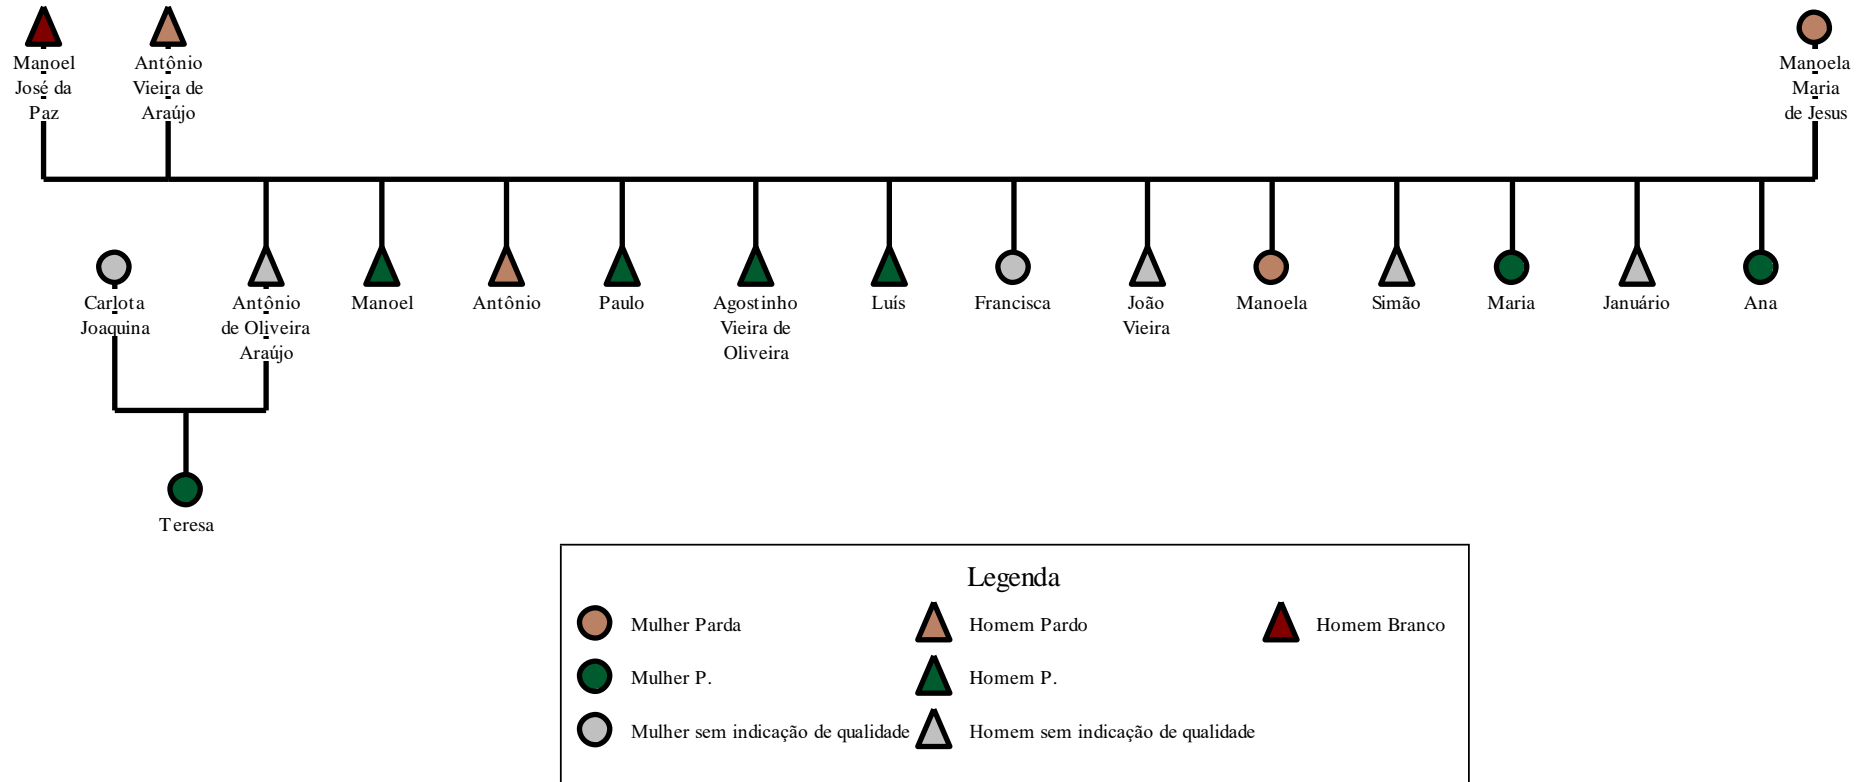 Manoel
José da
Paz
Antônio
Vieira de
Araújo
Manoela
Maria
de Jesus
Carlota
Joaquina
Antônio
de Oliveira
Araújo
Manoel
Antônio
Paulo
Agostinho
Vieira de
Oliveira
Luís
Francisca
João
Vieira
Manoela
Simão
Maria
Januário
Ana
Teresa
Legenda
Mulher Parda
Homem Pardo
Homem Branco
Mulher P.
Homem P.
Mulher sem indicação de qualidade
Homem sem indicação de qualidade